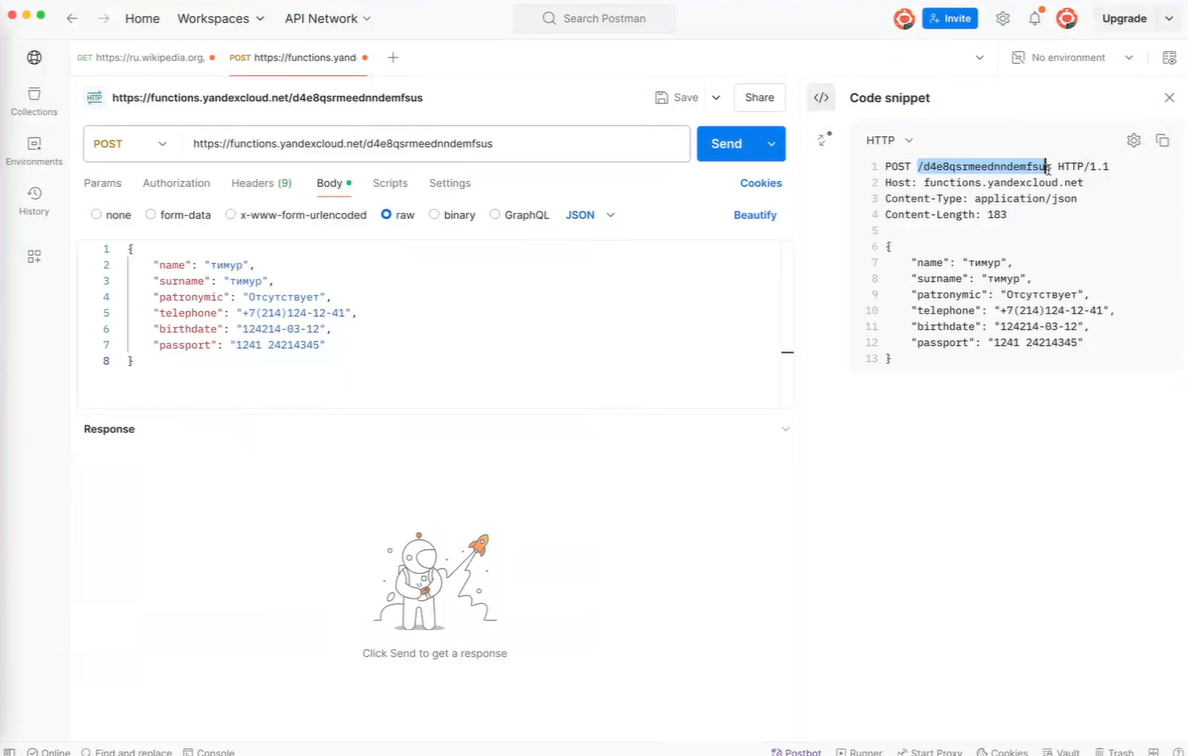 Home Workspaces API Network Search Postman Invite Upgrade
GET https://ru.wikipedia.org, POST https://functions.yand No environment
https://functions.yandexcloud.net/d4e8qsrmeednndemfsus Save Share
Code snippet
Collections
Environments
History
POST https://functions.yandexcloud.net/d4e8qsrmeednndemfsus Send
HTTP
Params Authorization Headers (9) Body Scripts Settings Cookies
none form-data x-www-form-urlencoded raw binary GraphQL JSON Beautify
1 {
2 "name": "тимур",
3 "surname": "тимур",
4 "patronymic": "Отсутствует",
5 "telephone": "+7(214)124-12-41",
6 "birthdate": "124214-03-12",
7 "passport": "1241 24214345"
8 }
1 POST /d4e8qsrmeednndemfsus HTTP/1.1
2 Host: functions.yandexcloud.net
3 Content-Type: application/json
4 Content-Length: 183
5
6 {
7 "name": "тимур",
8 "surname": "тимур",
9 "patronymic": "Отсутствует",
10 "telephone": "+7(214)124-12-41",
11 "birthdate": "124214-03-12",
12 "passport": "1241 24214345"
13 }
Response
Click Send to get a response
Online Find and replace Console Postbot Runner Start Proxy Cookies Vault Trash